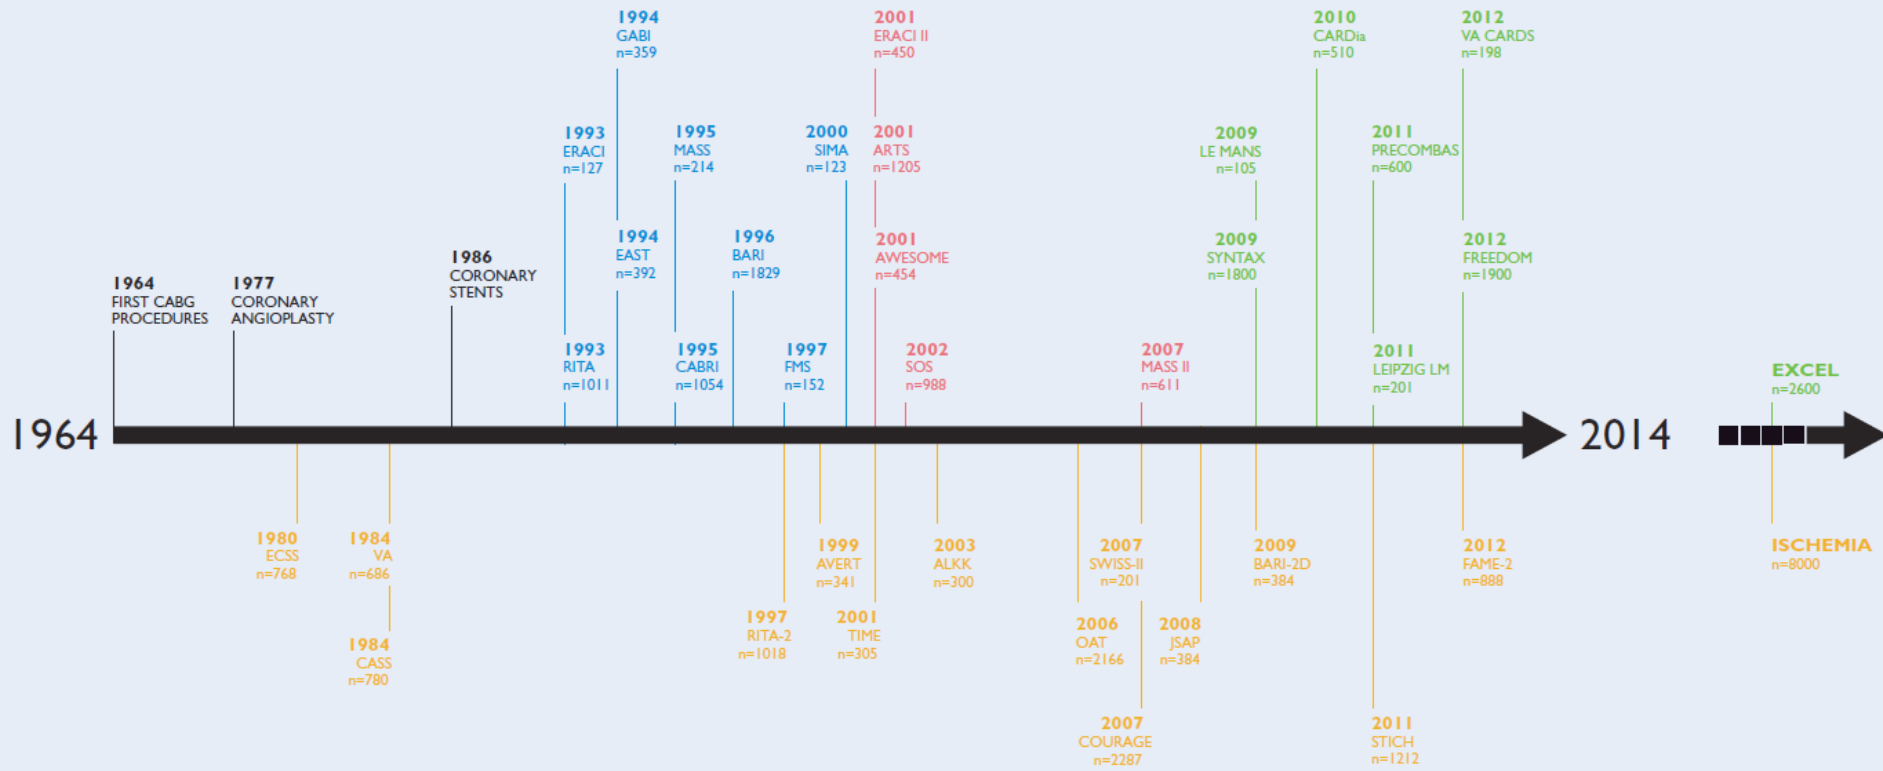 1994
GABI
n=359
2001
ERACI II
n=450
2010
CARDia
n=510
2012
VA CARDS
n=198
1993
ERACI
n=127
1995
MASS
n=214
2000
SIMA
n=123
2001
ARTS
n=1205
2009
LE MANS
n=105
2011
PRECOMBAS
n=600
1994
EAST
n=392
1996
BARI
n=1829
2001
AWESOME
n=454
2009
SYNTAX
n=1800
2012
FREEDOM
n=1900
1964
FIRST CABG
PROCEDURES
1977
CORONARY
ANGIOPLASTY
1986
CORONARY
STENTS
1993
RITA
n=1011
1995
CABRI
n=1054
1997
FMS
n=152
2002
SOS
n=988
2007
MASS II
n=611
2011
LEIPZIG LM
n=201
EXCEL
n=2600
1964
2014
1980
ECSS
n=768
1984
VA
n=686
1999
AVERT
n=341
2003
ALKK
n=300
2007
SWISS-II
n=201
2009
BARI-2D
n=384
2012
FAME-2
n=888
ISCHEMIA
n=8000
1984
CASS
n=780
1997
RITA-2
n=1018
2001
TIME
n=305
2006
OAT
n=2166
2008
JSAP
n=384
2007
COURAGE
n=2287
2011
STICH
n=1212